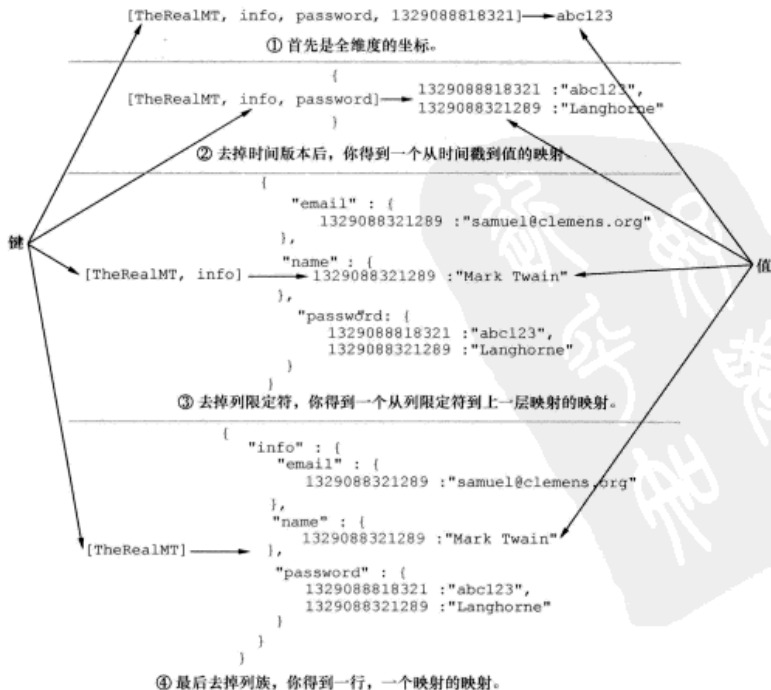 [TheRealMT, info, password, 1329088818321] abc123
① 首先是全维度的坐标。
{
[TheRealMT, info, password] 1329088818321 :"abc123",
1329088321289 :"Langhorne"
}
② 去掉时间版本后，你得到一个从时间戳到值的映射。
{
"email" : {
1329088321289 :"samuel@clemens.org"
},
键
值
"name" : {
[TheRealMT, info] 1329088321289 :"Mark Twain"
},
"password: {
1329088818321 :"abc123",
1329088321289 :"Langhorne"
}
}
③ 去掉列限定符，你得到一个从列限定符到上一层映射的映射。
{
"info" : {
"email" : {
1329088321289 :"samuel@clemens.org"
},
"name" : {
1329088321289 :"Mark Twain"
[TheRealMT] },
"password" : {
1329088818321 :"abc123",
1329088321289 :"Langhorne"
}
}
}
④ 最后去掉列族，你得到一行，一个映射的映射。